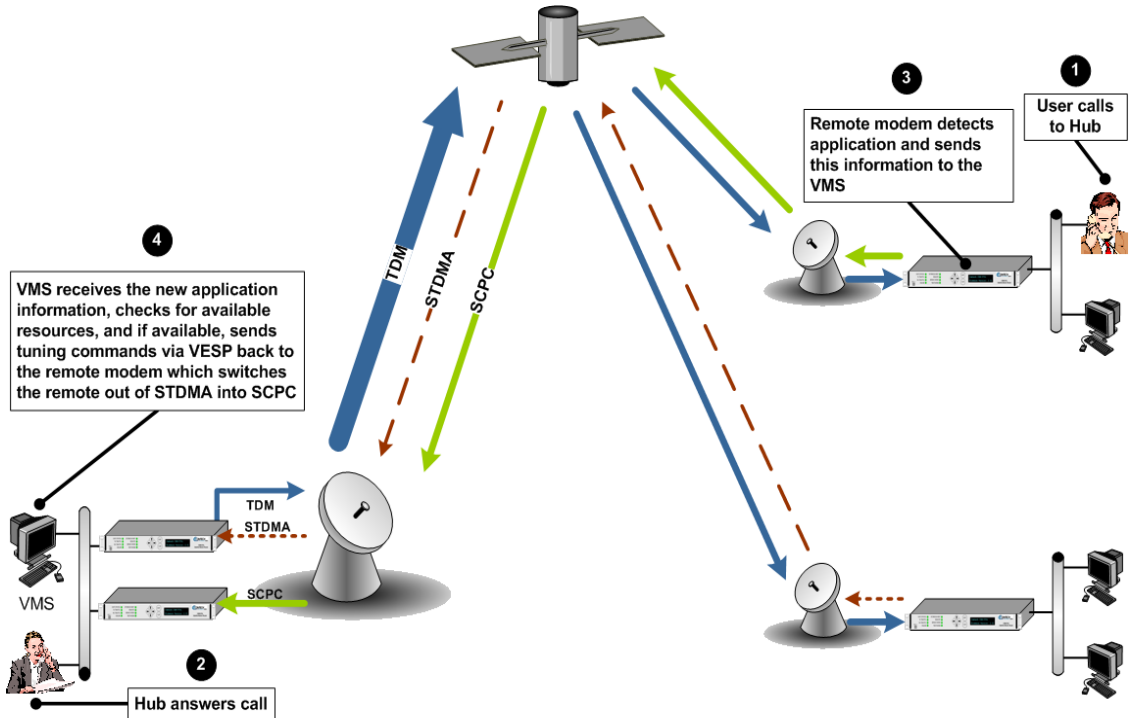 1
User calls
to Hub
3
Remote modem detects
application and sends
this information to the
VMS
4
VMS receives the new application
information, checks for available
resources, and if available, sends
tuning commands via VESP back to
the remote modem which switches
the remote out of STDMA into SCPC
TDM
STDMA
SCPC
TDM
STDMA
SCPC
VMS
2
Hub answers call